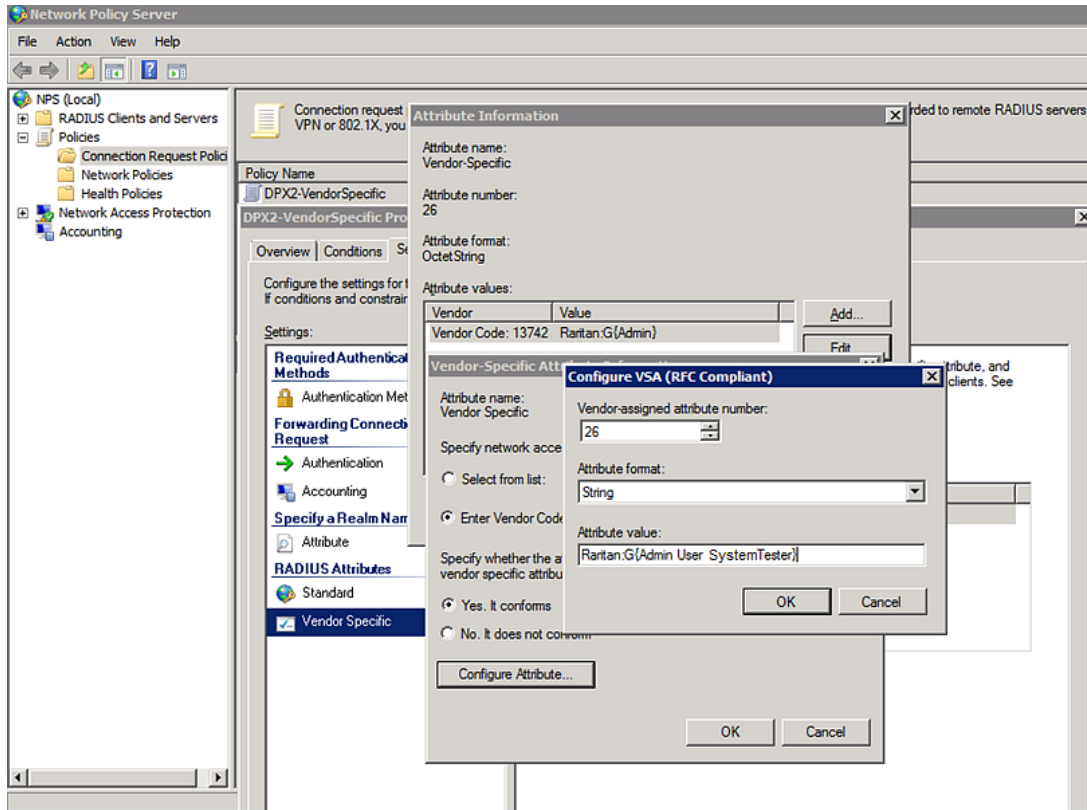 Network Policy Server
File Action View Help
NPS (Local)
RADIUS Clients and Servers
Policies
Connection Request Polici
Network Policies
Health Policies
Network Access Protection
Accounting
Connection request
VPN or 802.1X, you
rded to remote RADIUS servers
Policy Name
DPX2-VendorSpecific
DPX2-VendorSpecific Pro
Overview Conditions Se
Configure the settings for t
If conditions and constrair
Settings:
Required Authenticat
Methods
Authentication Met
Forwarding Connecti
Request
Authentication
Accounting
Specify a Realm Nam
Attribute
RADIUS Attributes
Standard
Vendor Specific
Attribute Information
Attribute name:
Vendor-Specific
Attribute number:
26
Attribute format:
OctetString
Attribute values:
Vendor Value
Vendor Code: 13742 Raritan:G{Admin}
Add...
Edit
tribute, and
clients. See
Vendor-Specific Att
Attribute name:
Vendor Specific
Specify network acce
Select from list:
Enter Vendor Code
Specify whether the a
vendor specific attribu
Yes. It conforms
No. It does not conform
Configure Attribute...
OK Cancel
Configure VSA (RFC Compliant)
Vendor-assigned attribute number:
26
Attribute format:
String
Attribute value:
Raritan:G{Admin User SystemTester}
OK Cancel